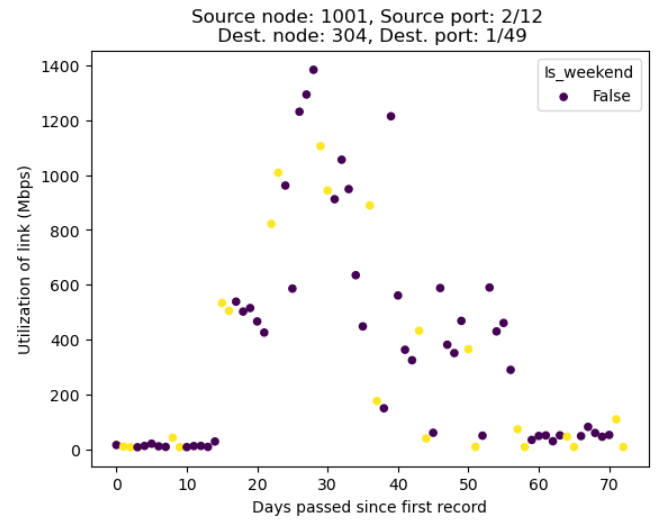 Source node: 1001, Source port: 2/12
Dest. node: 304, Dest. port: 1/49
Is_weekend
False
1400
1200
1000
800
600
400
200
0
Utilization of link (Mbps)
0 10 20 30 40 50 60 70
Days passed since first record